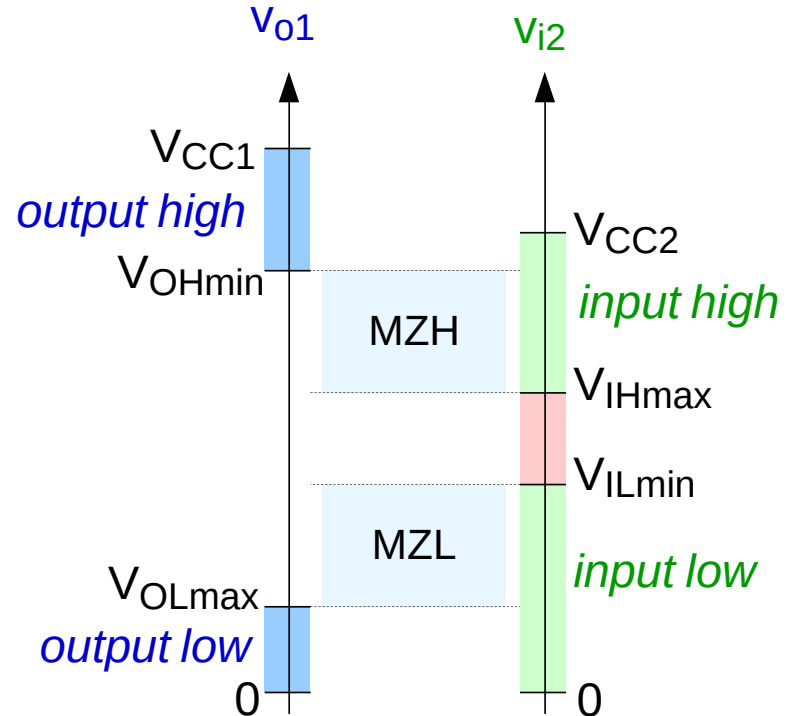 vo1
vi2
VCC1
output high
VCC2
VOHmin
input high
MZH
VIHmax
VILmin
MZL
input low
VOLmax
output low
0
0